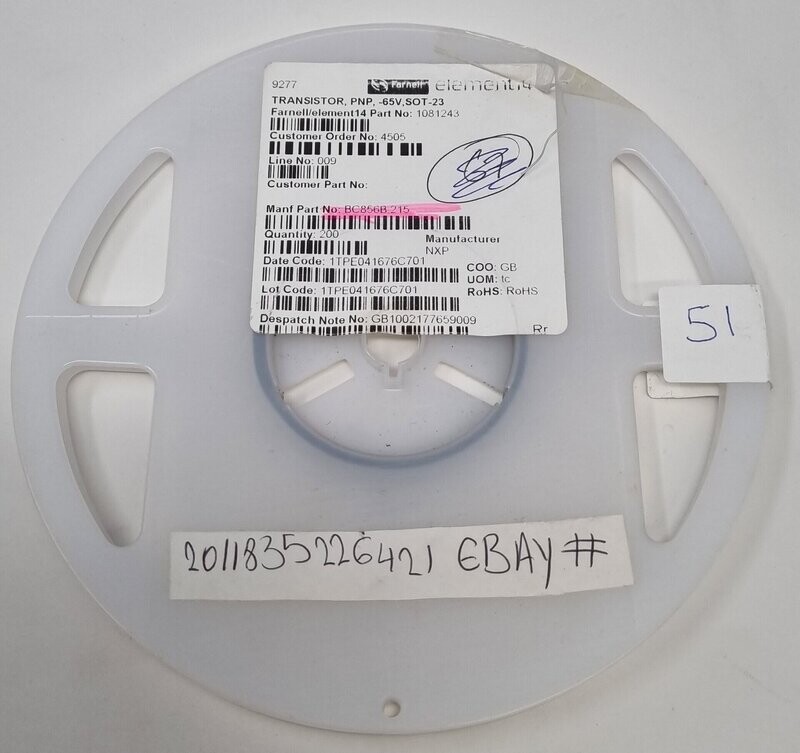 9277 Farnell element14
TRANSISTOR, PNP, -65V,SOT-23
Farnell/element14 Part No: 1081243
Customer Order No: 4505
Line No: 009
Customer Part No:
Manf Part No: BC856B,215
Quantity: 200
Manufacturer
NXP
Date Code: 1TPE041676C701
COO: GB
UOM: tc
Lot Code: 1TPE041676C701
RoHS: RoHS
Despatch Note No: GB1002177659009
Rr
51
2011835226421 EBAY #